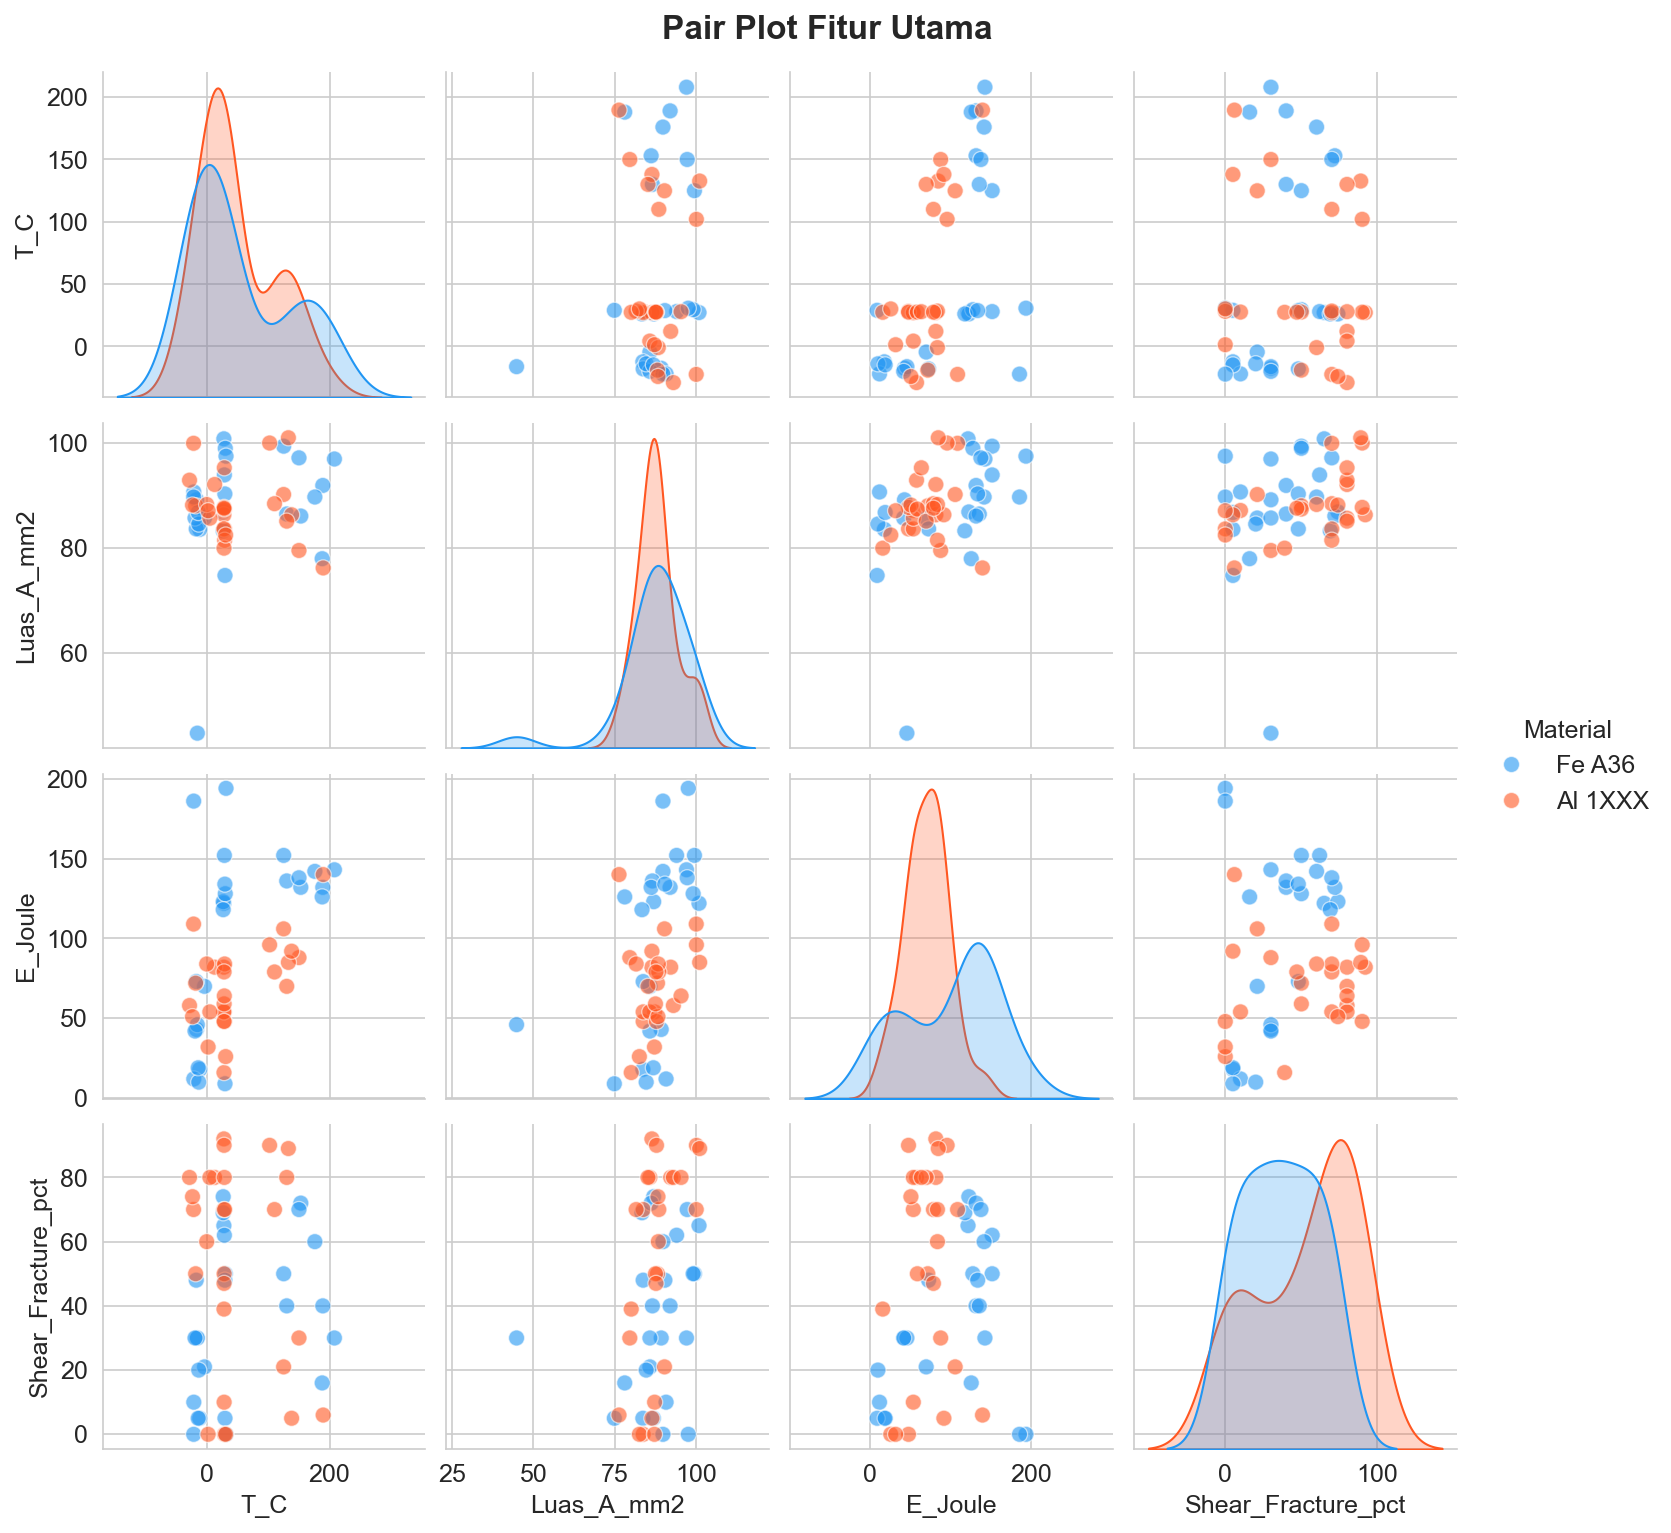 Pair Plot Fitur Utama
200
150
100
50
0
T_C
100
80
60
Luas_A_mm2
200
150
100
50
0
E_Joule
80
60
40
20
0
Shear_Fracture_pct
0 200
T_C
25 50 75 100
Luas_A_mm2
0 200
E_Joule
0 100
Shear_Fracture_pct
Material
Fe A36
Al 1XXX